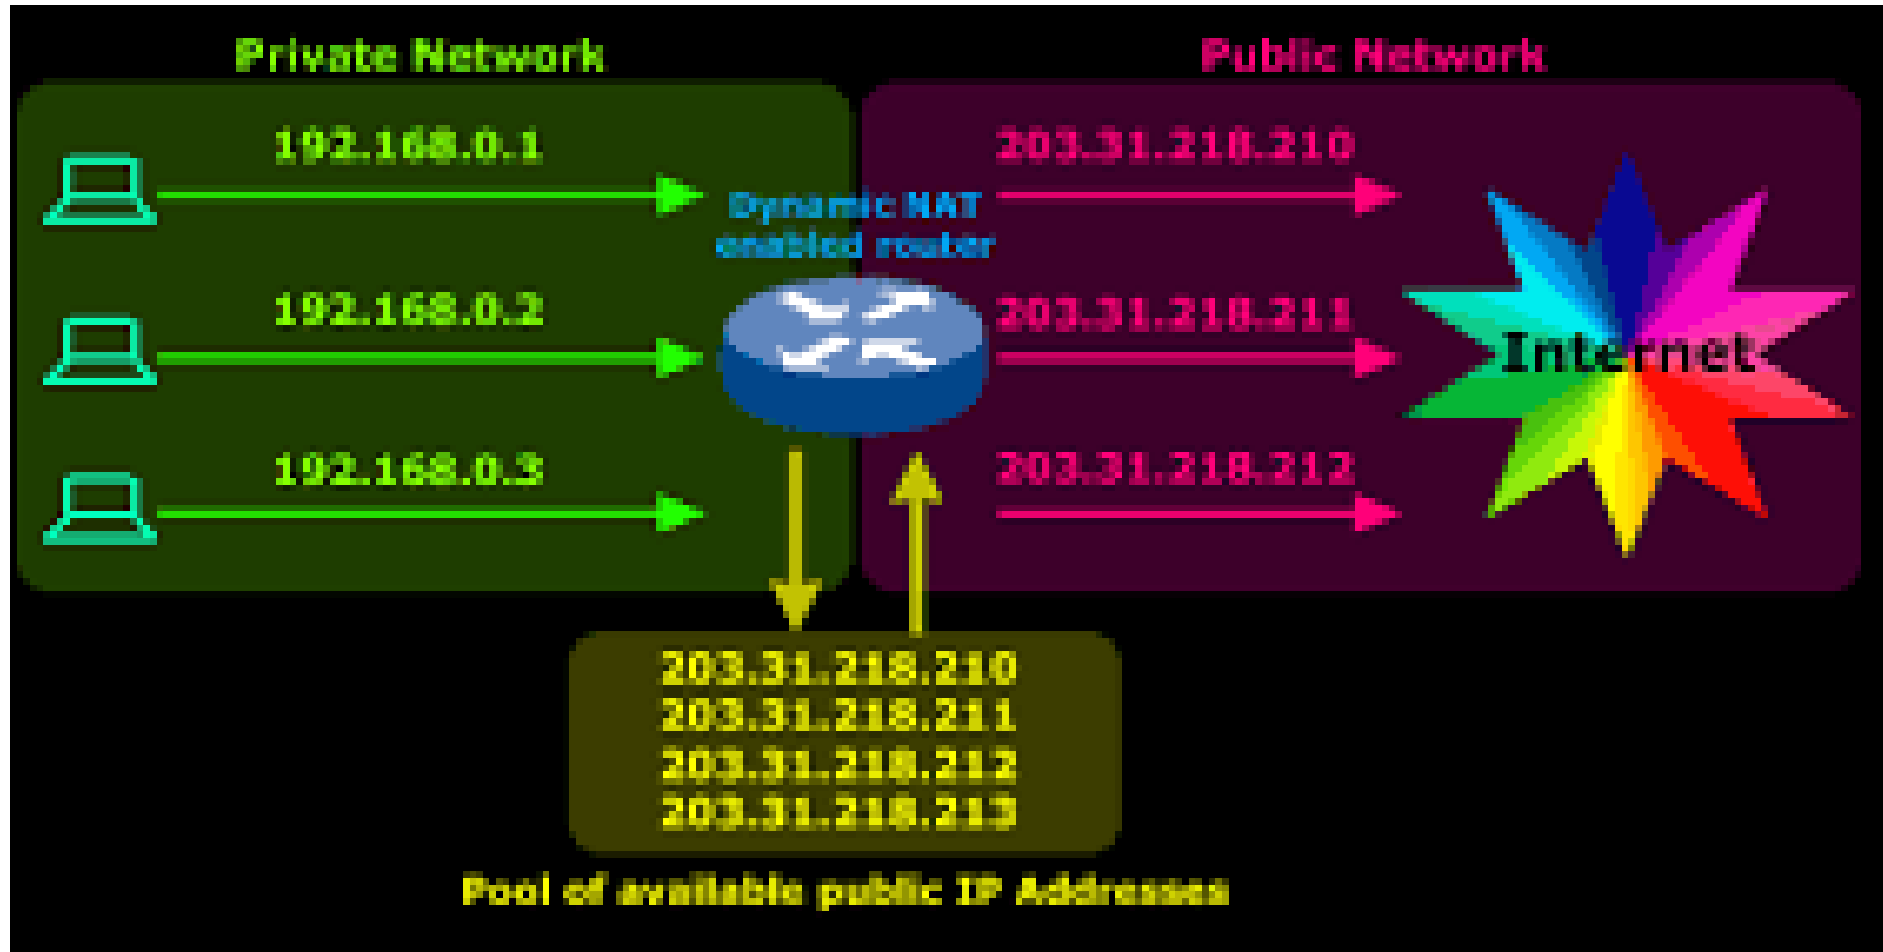 Private Network
Public Network
192.168.0.1
203.31.218.210
Dynamic NAT
enabled router
192.168.0.2
203.31.218.211
Internet
192.168.0.3
203.31.218.212
203.31.218.210
203.31.218.211
203.31.218.212
203.31.218.213
Pool of available public IP Addresses